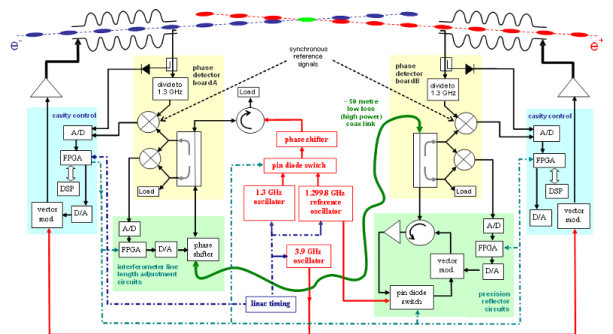 e-
e+
synchronous
reference
signals
phase
detector
boardA
divide to
1.3 GHz
Load
~ 50 metre
low loss
(high power)
coax link
phase
detector
boardB
divide to
1.3 GHz
cavity control
A/D
FPGA
DSP
vector
mod.
D/A
Load
phase shifter
pin diode switch
1.3 GHz
oscillator
1.299B GHz
reference
oscillator
3.9 GHz
oscillator
linac timing
A/D
FPGA
D/A
phase
shifter
interferometer line
length adjustment
circuits
Load
A/D
FPGA
D/A
vector
mod.
pin diode
switch
precision
reflector
circuits
cavity control
A/D
FPGA
DSP
D/A
vector
mod.